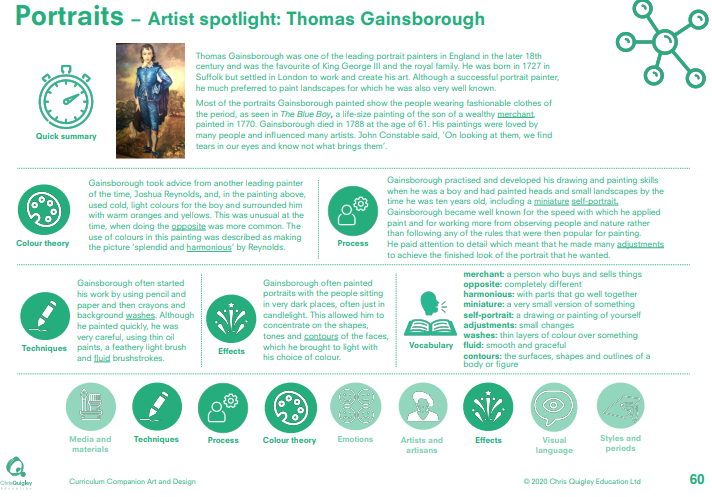 Portraits – Artist spotlight: Thomas Gainsborough
Thomas Gainsborough was one of the leading portrait painters in England in the later 18th
century and was the favourite of King George III and the royal family. He was born in 1727 in
Suffolk but settled in London to work and create his art. Although a successful portrait painter,
he much preferred to paint landscapes for which he was also very well known.
Most of the portraits Gainsborough painted show the people wearing fashionable clothes of
the period, as seen in The Blue Boy, a life-size painting of the son of a wealthy merchant,
painted in 1770. Gainsborough died in 1788 at the age of 61. His paintings were loved by
many people and influenced many artists. John Constable said, ‘On looking at them, we find
tears in our eyes and know not what brings them’.
Quick summary
Gainsborough took advice from another leading painter
of the time, Joshua Reynolds, and, in the painting above,
used cold, light colours for the boy and surrounded him
with warm oranges and yellows. This was unusual at the
time, when doing the opposite was more common. The
use of colours in this painting was described as making
the picture ‘splendid and harmonious’ by Reynolds.
Colour theory
Gainsborough practised and developed his drawing and painting skills
when he was a boy and had painted heads and small landscapes by the
time he was ten years old, including a miniature self-portrait.
Gainsborough became well known for the speed with which he applied
paint and for working more from observing people and nature rather
than following any of the rules that were then popular for painting.
He paid attention to detail which meant that he made many adjustments
to achieve the finished look of the portrait that he wanted.
Process
Gainsborough often started
his work by using pencil and
paper and then crayons and
background washes. Although
he painted quickly, he was
very careful, using thin oil
paints, a feathery light brush
and fluid brushstrokes.
Techniques
Gainsborough often painted
portraits with the people sitting
in very dark places, often just in
candlelight. This allowed him to
concentrate on the shapes,
tones and contours of the faces,
which he brought to light with
his choice of colour.
Effects
merchant: a person who buys and sells things
opposite: completely different
harmonious: with parts that go well together
miniature: a very small version of something
self-portrait: a drawing or painting of yourself
adjustments: small changes
washes: thin layers of colour over something
fluid: smooth and graceful
contours: the surfaces, shapes and outlines of a
body or figure
Vocabulary
Media and
materials
Techniques
Process
Colour theory
Emotions
Artists and
artisans
Effects
Visual
language
Styles and
periods
ChrisQuigley
Education
Curriculum Companion Art and Design
© 2020 Chris Quigley Education Ltd
60